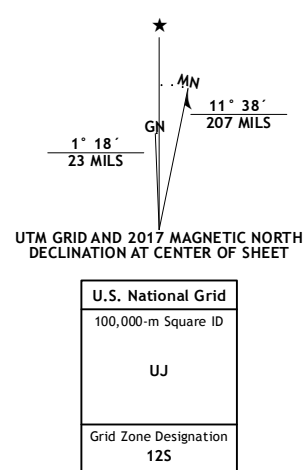 ★
MN
GN
11° 38´
207 MILS
1° 18´
23 MILS
UTM GRID AND 2017 MAGNETIC NORTH
DECLINATION AT CENTER OF SHEET
U.S. National Grid
100,000-m Square ID
UJ
Grid Zone Designation
12S